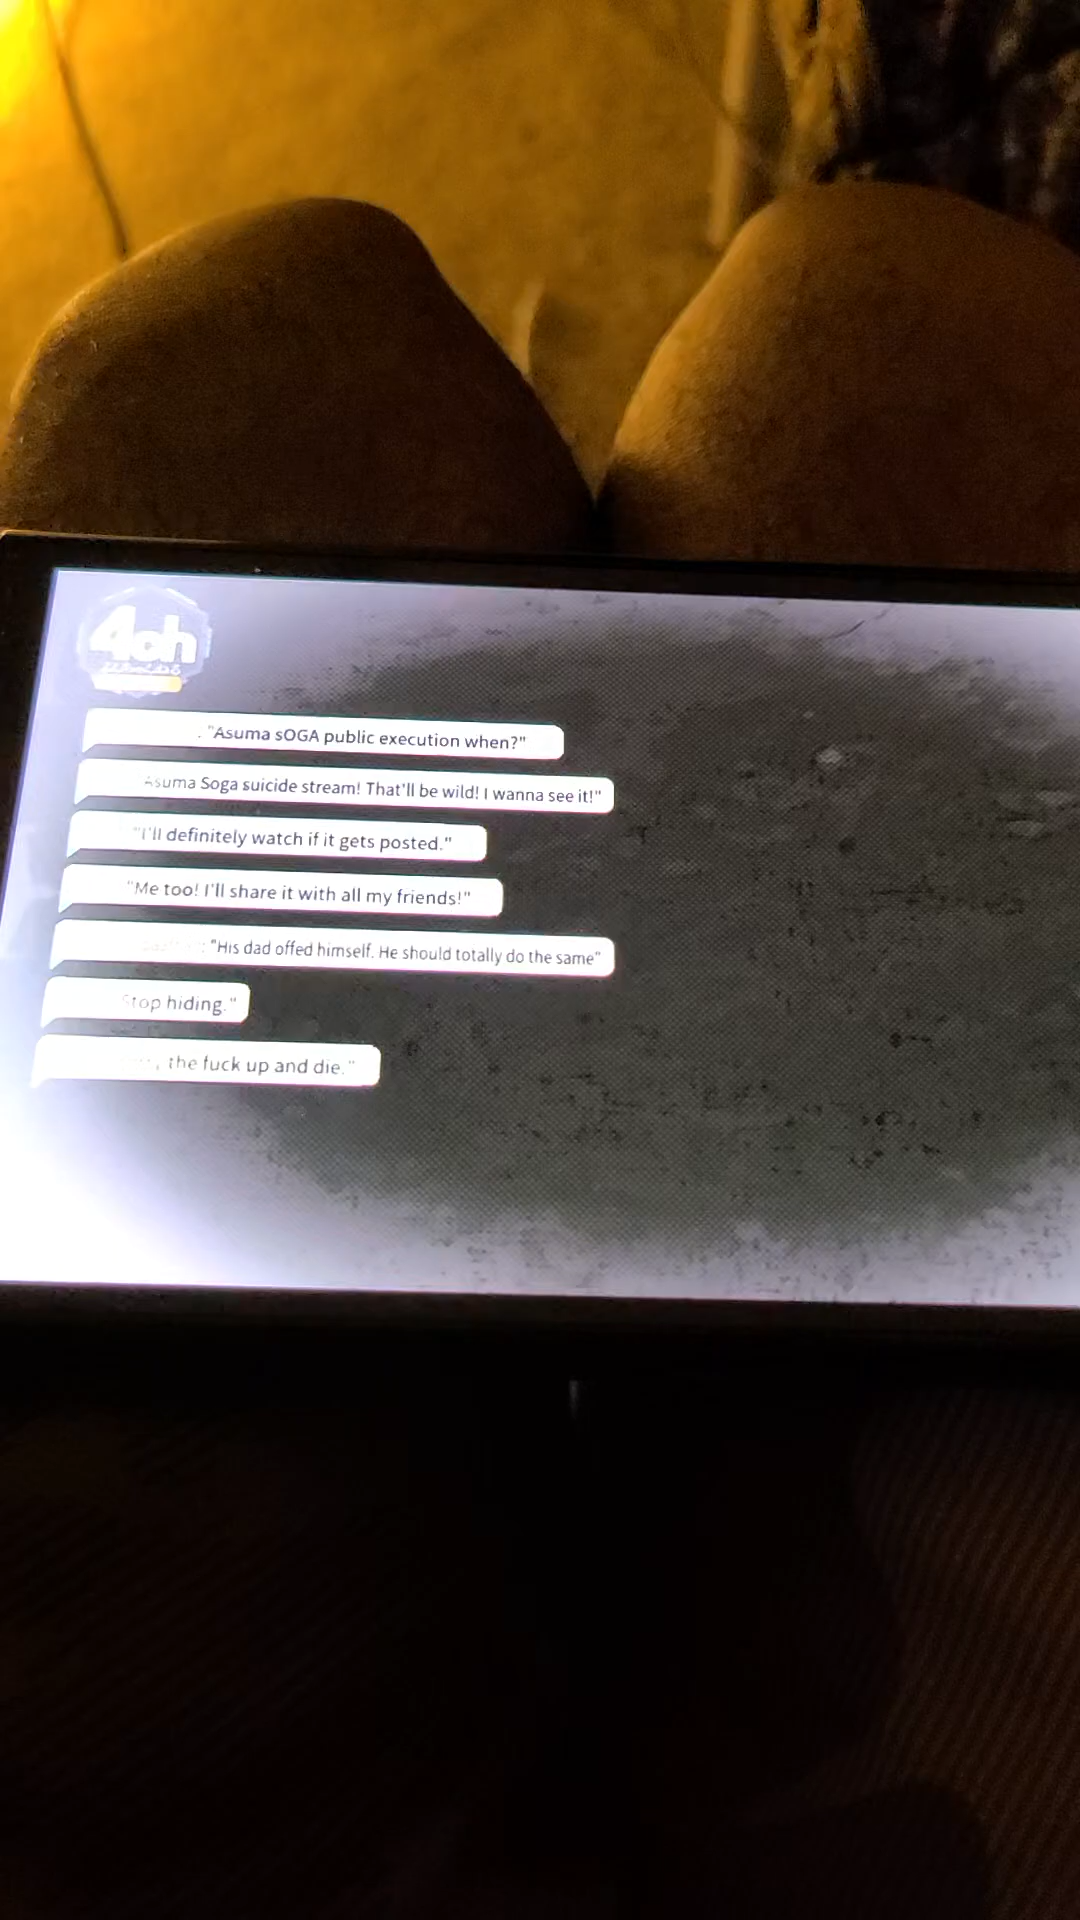 4ch
"Asuma sOGA public execution when?"
Asuma Soga suicide stream! That'll be wild! I wanna see it!"
"I'll definitely watch if it gets posted."
"Me too! I'll share it with all my friends!"
"His dad offed himself. He should totally do the same"
Stop hiding."
the fuck up and die."